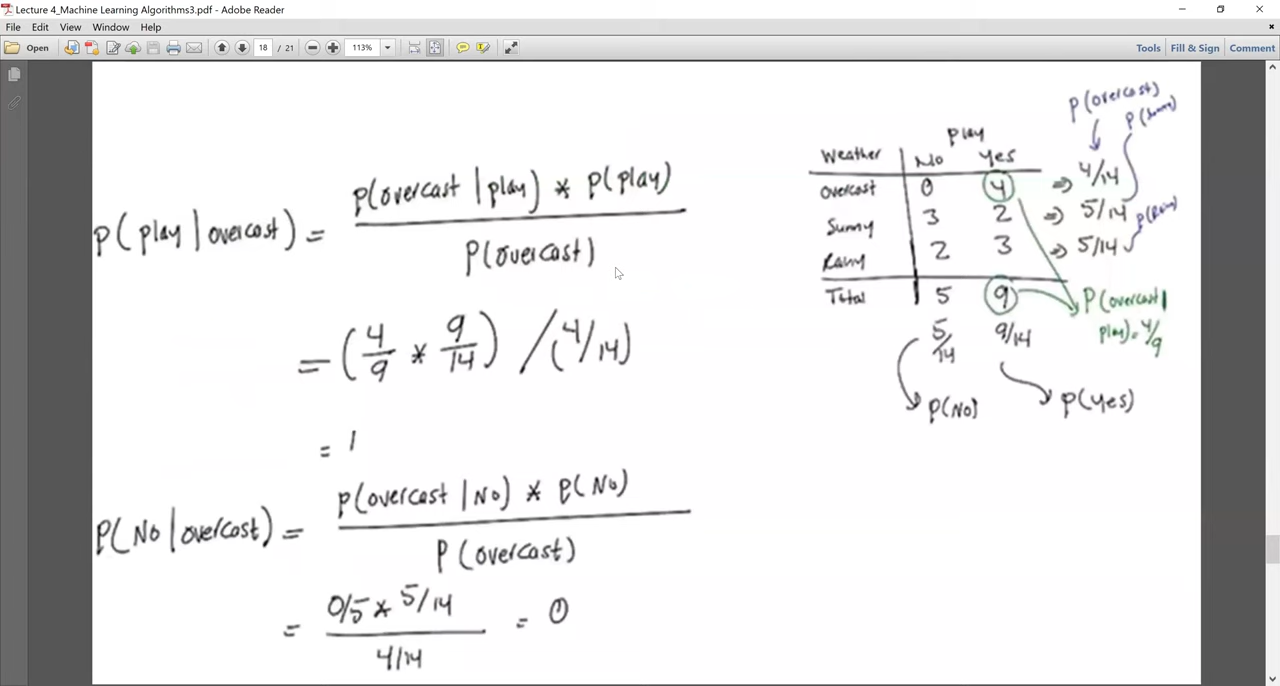 Lecture 4_Machine Learning Algorithms3.pdf - Adobe Reader
File Edit View Window Help
Open 18 / 21 113% Tools Fill & Sign Comment
P(overcast)
P(Sunny)
Play
Weather No Yes
Overcast 0 4 => 4/14
Sunny 3 2 => 5/14 P(Rainy)
Rainy 2 3 => 5/14
Total 5 9 P(overcast|
play)=4/9
5/14 9/14
P(No) P(Yes)
P(play|overcast) = P(overcast|play) * P(play)
P(overcast)
= (4/9 * 9/14) / (4/14)
= 1
P(No|overcast) = P(overcast|No) * P(No)
P(overcast)
= 0/5 * 5/14 = 0
4/14